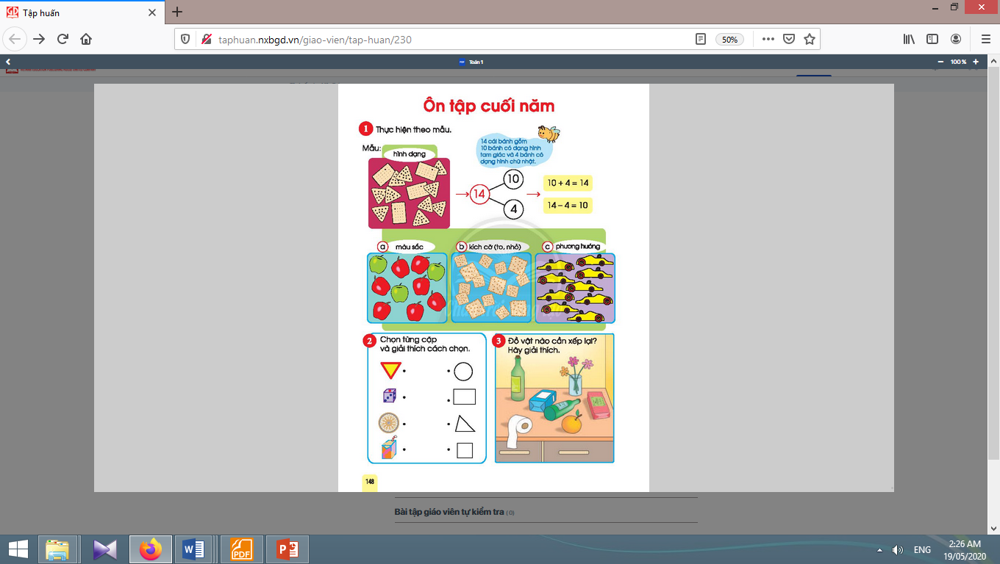 Tập huấn
taphuan.nxbgd.vn/giao-vien/tap-huan/230
50%
Toán 1
100 %
Ôn tập cuối năm
1 Thực hiện theo mẫu.
Mẫu:
hình dạng
14 cái bánh gồm
10 bánh có dạng hình
tam giác và 4 bánh có
dạng hình chữ nhật.
14
10
4
10 + 4 = 14
14 – 4 = 10
a màu sắc
b kích cỡ (to, nhỏ)
c phương hướng
2 Chọn từng cặp
và giải thích cách chọn.
3 Đồ vật nào cần xếp lại?
Hãy giải thích.
148
Bài tập giáo viên tự kiểm tra (0)
PDF
ENG
2:26 AM
19/05/2020